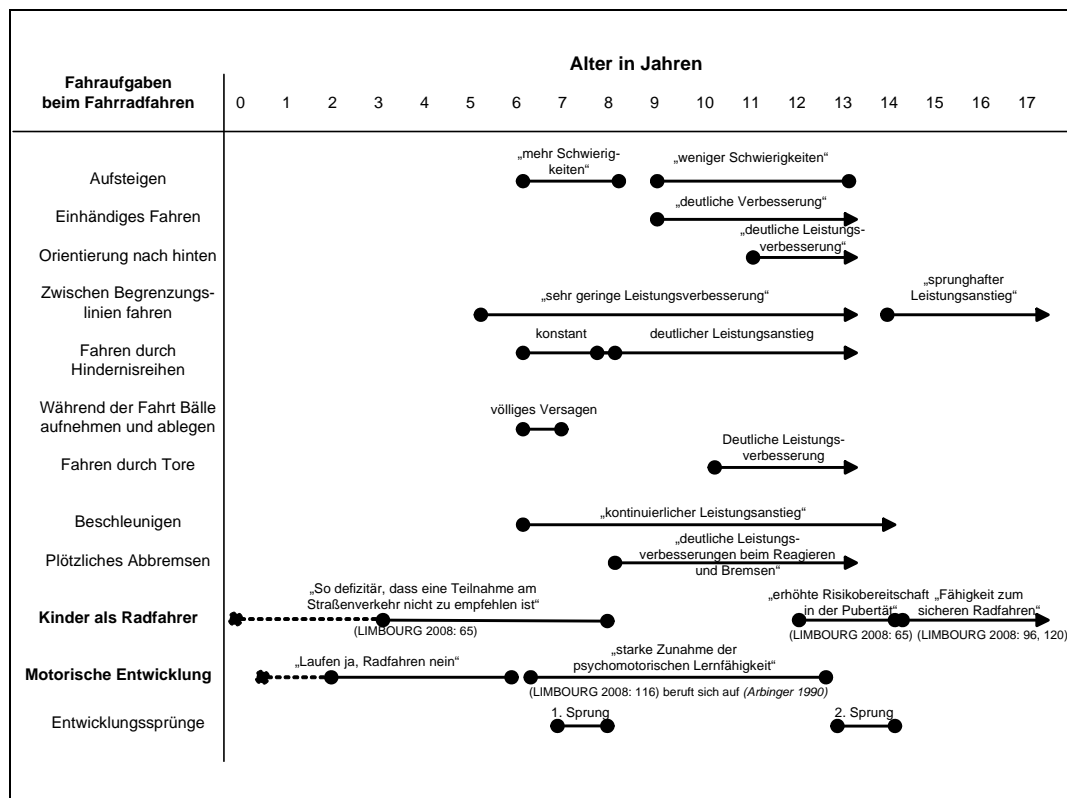 Alter in Jahren
Fahraufgaben
beim Fahrradfahren
0 1 2 3 4 5 6 7 8 9 10 11 12 13 14 15 16 17
Aufsteigen
„mehr Schwierig-
keiten“
„weniger Schwierigkeiten“
Einhändiges Fahren
„deutliche Verbesserung“
Orientierung nach hinten
„deutliche Leistungs-
verbesserung“
Zwischen Begrenzungs-
linien fahren
„sehr geringe Leistungsverbesserung“
„sprunghafter
Leistungsanstieg“
Fahren durch
Hindernisreihen
konstant
deutlicher Leistungsanstieg
Während der Fahrt Bälle
aufnehmen und ablegen
völliges Versagen
Fahren durch Tore
Deutliche Leistungs-
verbesserung
Beschleunigen
„kontinuierlicher Leistungsanstieg“
Plötzliches Abbremsen
„deutliche Leistungs-
verbesserungen beim Reagieren
und Bremsen“
Kinder als Radfahrer
„So defizitär, dass eine Teilnahme am
Straßenverkehr nicht zu empfehlen ist“
(LIMBOURG 2008: 65)
„erhöhte Risikobereitschaft
in der Pubertät“
(LIMBOURG 2008: 65)
„Fähigkeit zum
sicheren Radfahren“
(LIMBOURG 2008: 96, 120)
Motorische Entwicklung
„Laufen ja, Radfahren nein“
„starke Zunahme der
psychomotorischen Lernfähigkeit“
(LIMBOURG 2008: 116) beruft sich auf (Arbinger 1990)
Entwicklungssprünge
1. Sprung
2. Sprung